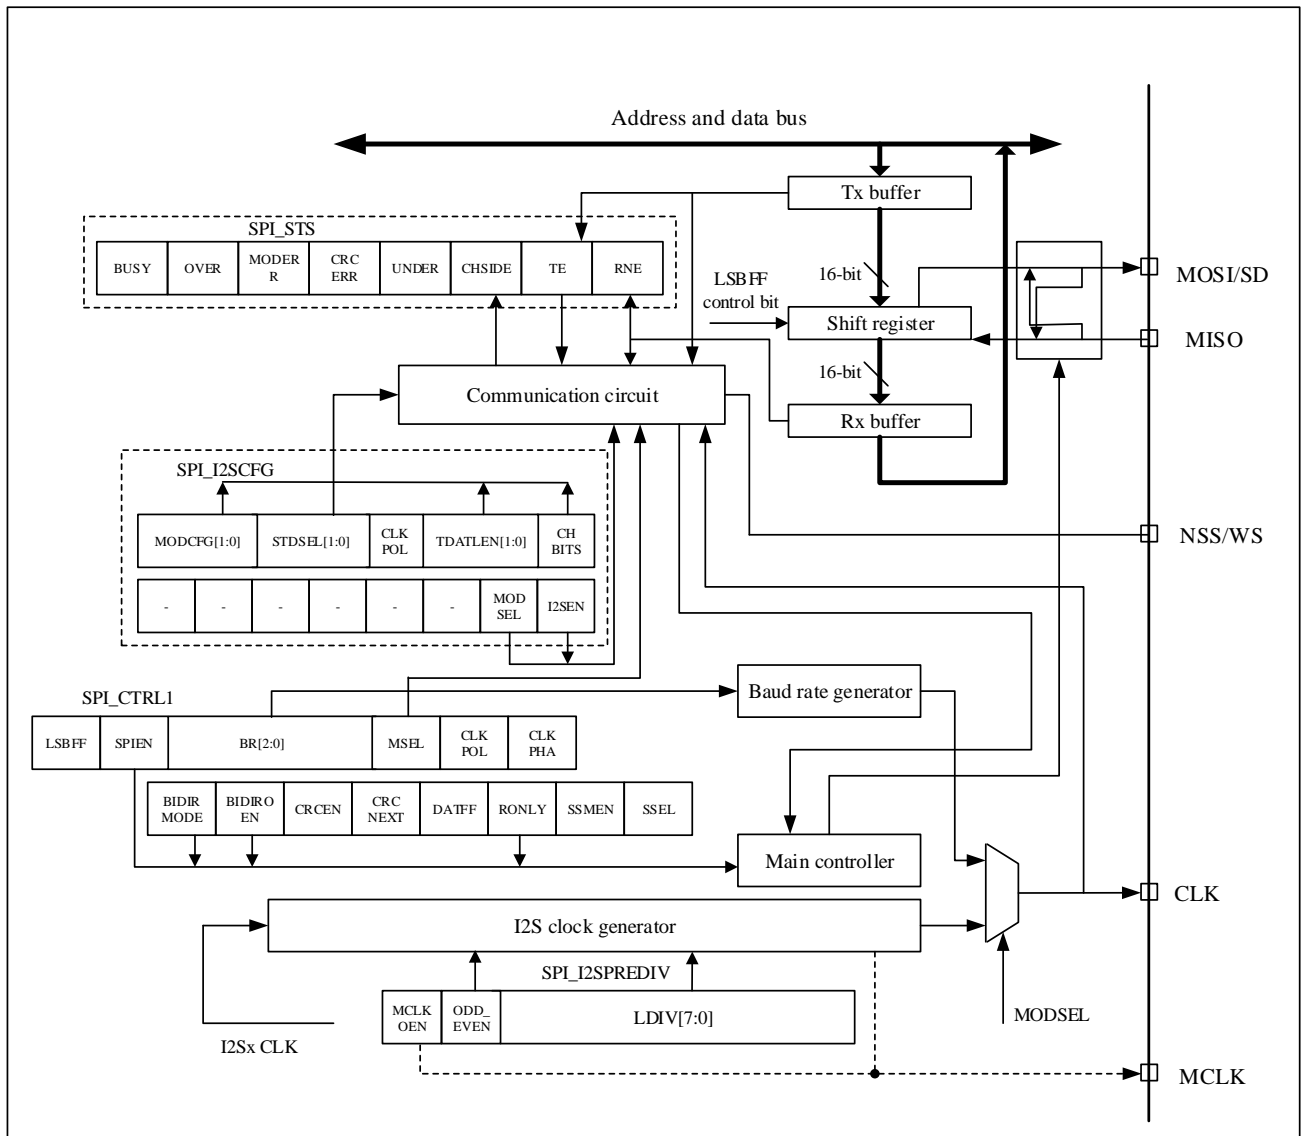 Address and data bus
Tx buffer
SPI_STS
BUSY
OVER
MODER
R
CRC
ERR
UNDER
CHSIDE
TE
RNE
LSBFF
control bit
16-bit
MOSI/SD
Shift register
MISO
16-bit
Communication circuit
Rx buffer
SPI_I2SCFG
MODCFG[1:0]
STDSEL[1:0]
CLK
POL
TDATLEN[1:0]
CH
BITS
NSS/WS
-
-
-
-
-
-
MOD
SEL
I2SEN
SPI_CTRL1
Baud rate generator
LSBFF
SPIEN
BR[2:0]
MSEL
CLK
POL
CLK
PHA
BIDIR
MODE
BIDIRO
EN
CRCEN
CRC
NEXT
DATFF
RONLY
SSMEN
SSEL
Main controller
CLK
I2S clock generator
SPI_I2SPREDIV
MCLK
OEN
ODD_
EVEN
LDIV[7:0]
MODSEL
I2Sx CLK
MCLK